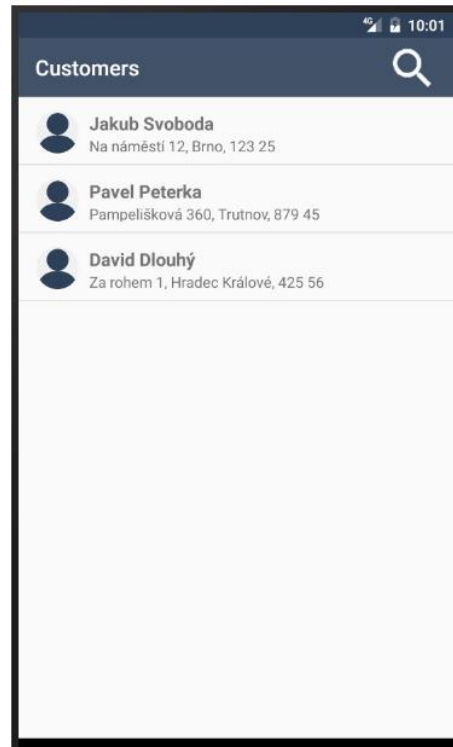 4G 10:01
Customers
Jakub Svoboda
Na náměstí 12, Brno, 123 25
Pavel Peterka
Pampelišková 360, Trutnov, 879 45
David Dlouhý
Za rohem 1, Hradec Králové, 425 56